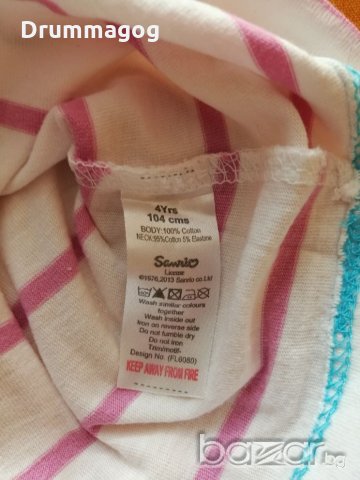 Drummagog
4Yrs
104 cms
BODY:100% Cotton
NECK:95%Cotton 5% Elastane
Sanrio
License
©1976,2013 Sanrio co.Ltd
Wash similar colours
together
Wash inside out
Iron on reverse side
Do not tumble dry
Do not iron
Trim/motif-
Design No. (FL6080)
KEEP AWAY FROM FIRE
bazar.bg